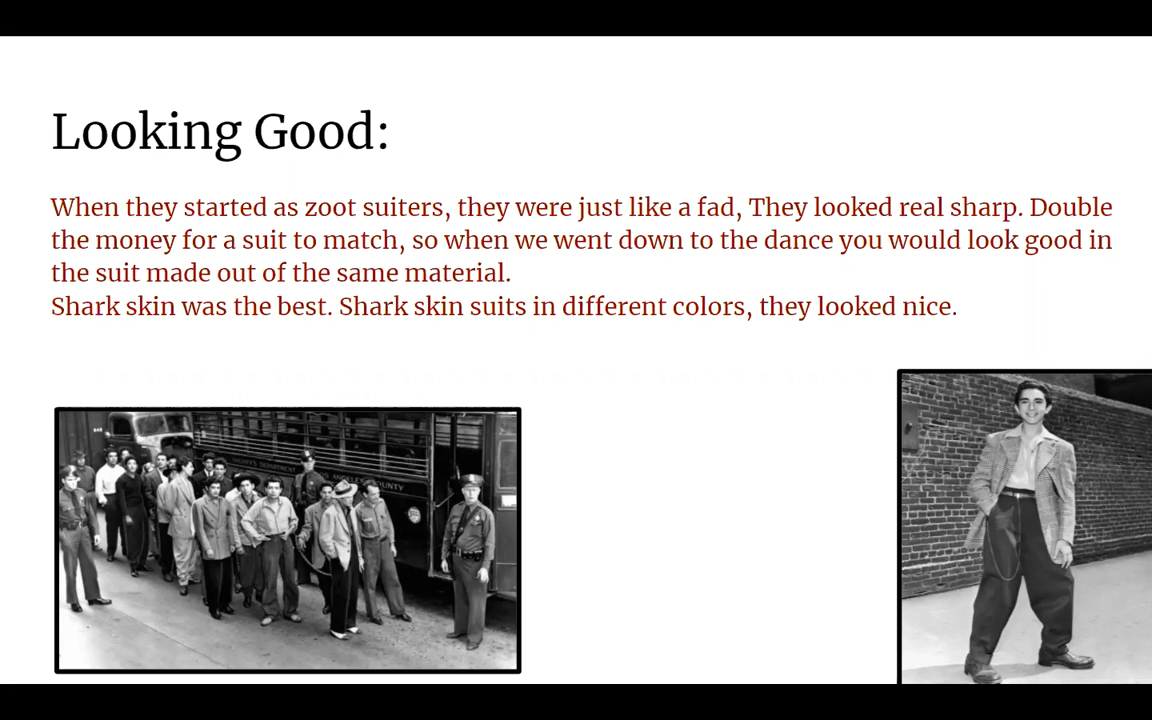 Looking Good:
When they started as zoot suiters, they were just like a fad, They looked real sharp. Double
the money for a suit to match, so when we went down to the dance you would look good in
the suit made out of the same material.
Shark skin was the best. Shark skin suits in different colors, they looked nice.
COUNTY